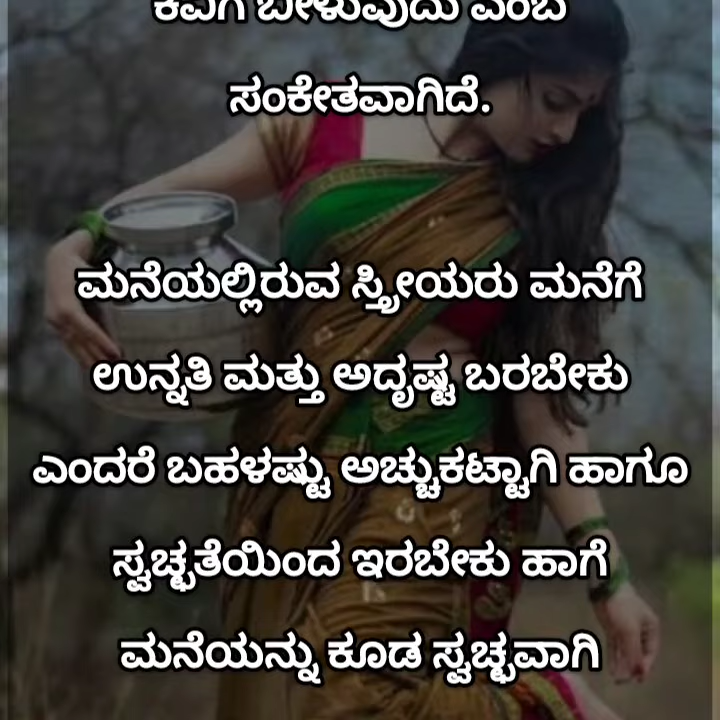 ಕಿವಿಗೆ ಬೀಳುವುದು ಎಂಬ
ಸಂಕೇತವಾಗಿದೆ.
ಮನೆಯಲ್ಲಿರುವ ಸ್ತ್ರೀಯರು ಮನೆಗೆ
ಉನ್ನತಿ ಮತ್ತು ಅದೃಷ್ಟ ಬರಬೇಕು
ಎಂದರೆ ಬಹಳಷ್ಟು ಅಚ್ಚುಕಟ್ಟಾಗಿ ಹಾಗೂ
ಸ್ವಚ್ಛತೆಯಿಂದ ಇರಬೇಕು ಹಾಗೆ
ಮನೆಯನ್ನು ಕೂಡ ಸ್ವಚ್ಛವಾಗಿ